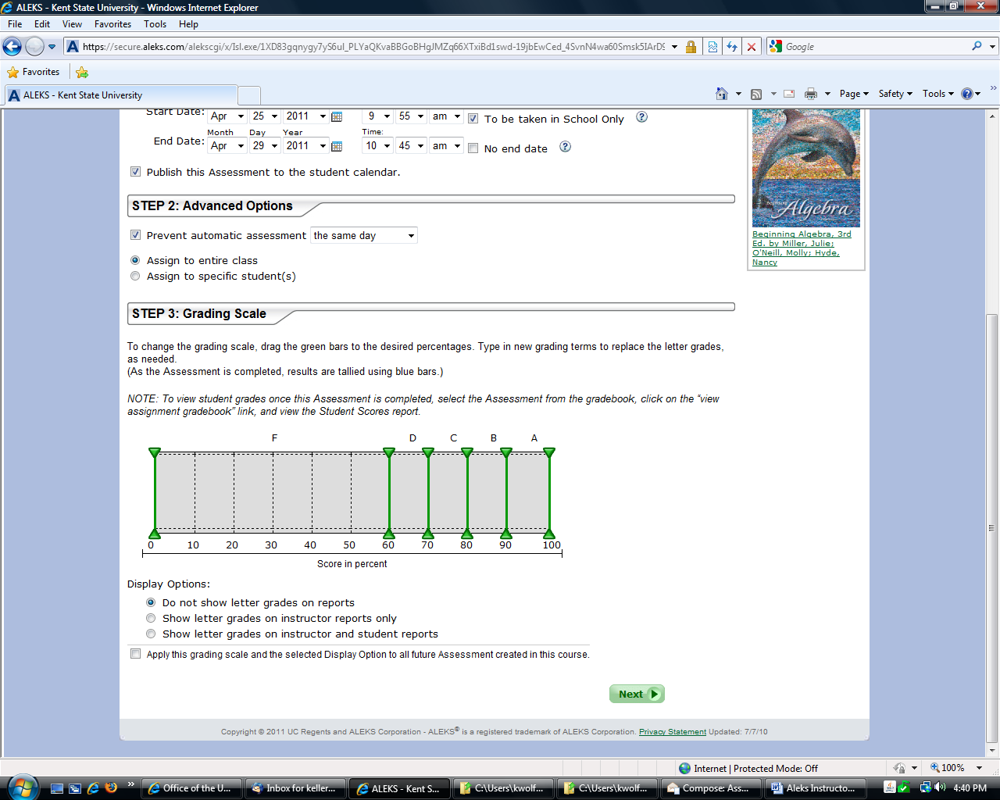 ALEKS - Kent State University - Windows Internet Explorer
File Edit View Favorites Tools Help
Google
Favorites
ALEKS - Kent State University
Page Safety Tools
Start Date: Apr 25 2011 9 55 am To be taken in School Only
Month Day Year Time:
End Date: Apr 29 2011 10 45 am No end date
Publish this Assessment to the student calendar.
STEP 2: Advanced Options
Prevent automatic assessment the same day
Assign to entire class
Assign to specific student(s)
Algebra
Beginning Algebra, 3rd
Ed. by Miller, Julie;
O'Neill, Molly; Hyde,
Nancy
STEP 3: Grading Scale
To change the grading scale, drag the green bars to the desired percentages. Type in new grading terms to replace the letter grades,
as needed.
(As the Assessment is completed, results are tallied using blue bars.)
NOTE: To view student grades once this Assessment is completed, select the Assessment from the gradebook, click on the “view
assignment gradebook” link, and view the Student Scores report.
F D C B A
0 10 20 30 40 50 60 70 80 90 100
Score in percent
Display Options:
Do not show letter grades on reports
Show letter grades on instructor reports only
Show letter grades on instructor and student reports
Apply this grading scale and the selected Display Option to all future Assessment created in this course.
Next
Copyright © 2011 UC Regents and ALEKS Corporation - ALEKS® is a registered trademark of ALEKS Corporation. Privacy Statement Updated: 7/7/10
Internet | Protected Mode: Off 100%
Office of the U... Inbox for keller... ALEKS - Kent S... C:\Users\kwolf... C:\Users\kwolf... Compose: Ass... Aleks Instructo... 4:40 PM